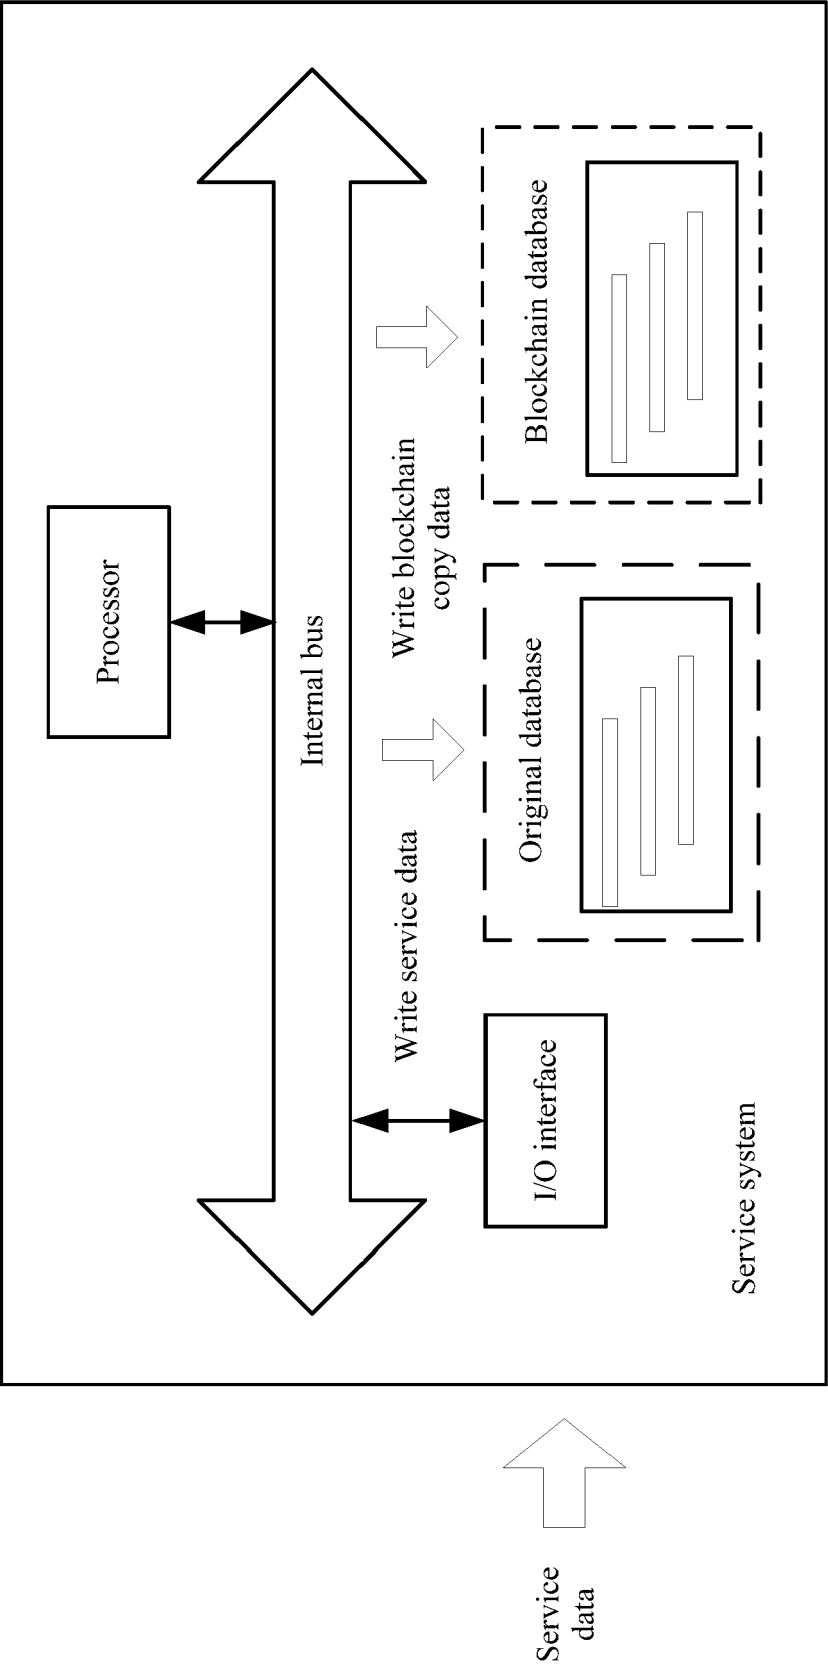 Processor
Internal bus
Write service data
Write blockchain
copy data
I/O interface
Original database
Blockchain database
Service system
Service
data